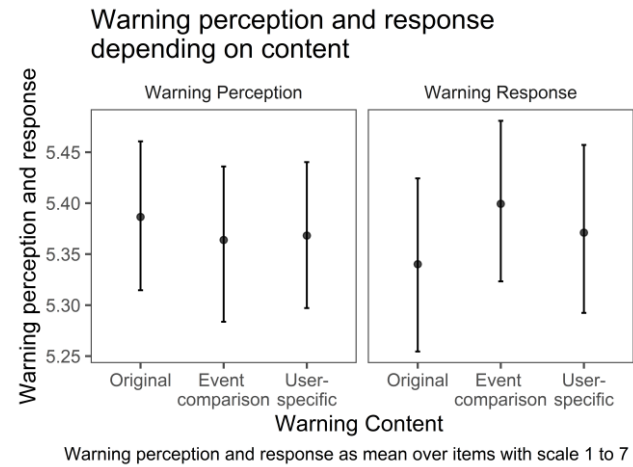 Warning perception and response
depending on content
Warning perception and response
Warning Perception
Warning Response
5.45
5.40
5.35
5.30
5.25
Original
Event
comparison
User-
specific
Original
Event
comparison
User-
specific
Warning Content
Warning perception and response as mean over items with scale 1 to 7